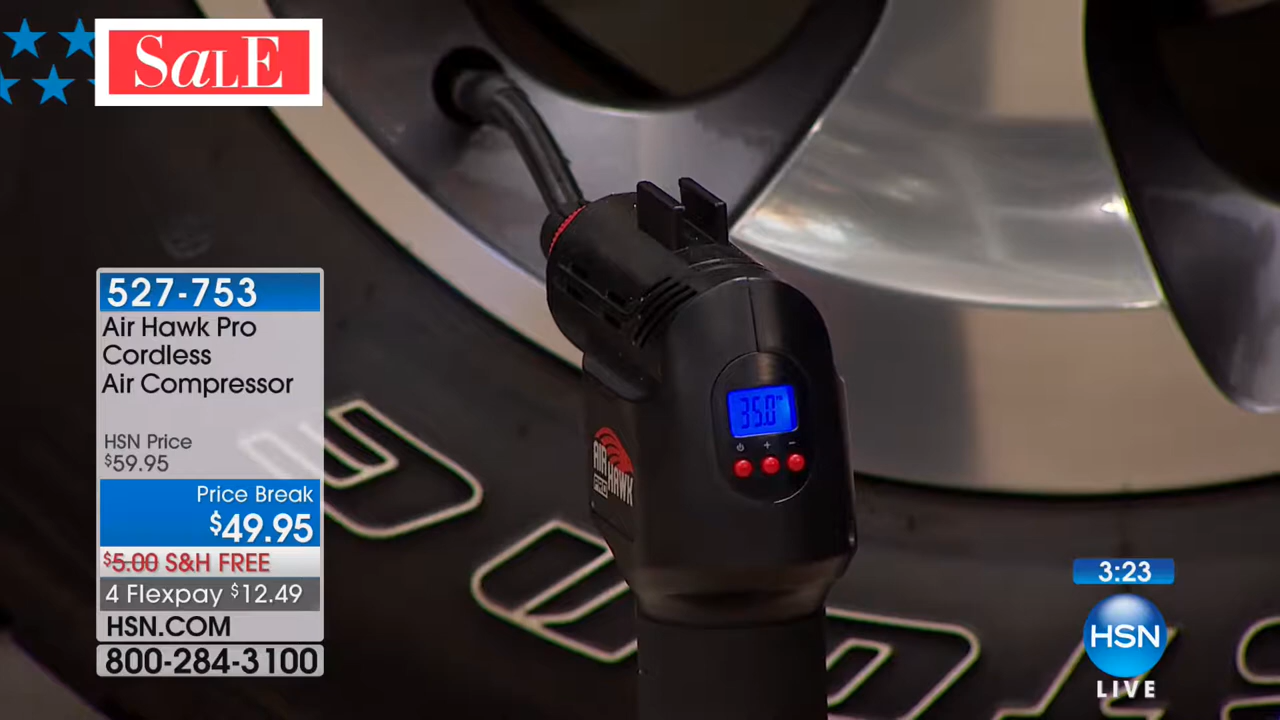 SaLE
527-753
Air Hawk Pro
Cordless
Air Compressor
HSN Price
$59.95
Price Break
$49.95
$5.00 S&H FREE
4 Flexpay $12.49
HSN.COM
800-284-3100
35.0
AIR
HAWK
PRO
3:23
HSN
LIVE